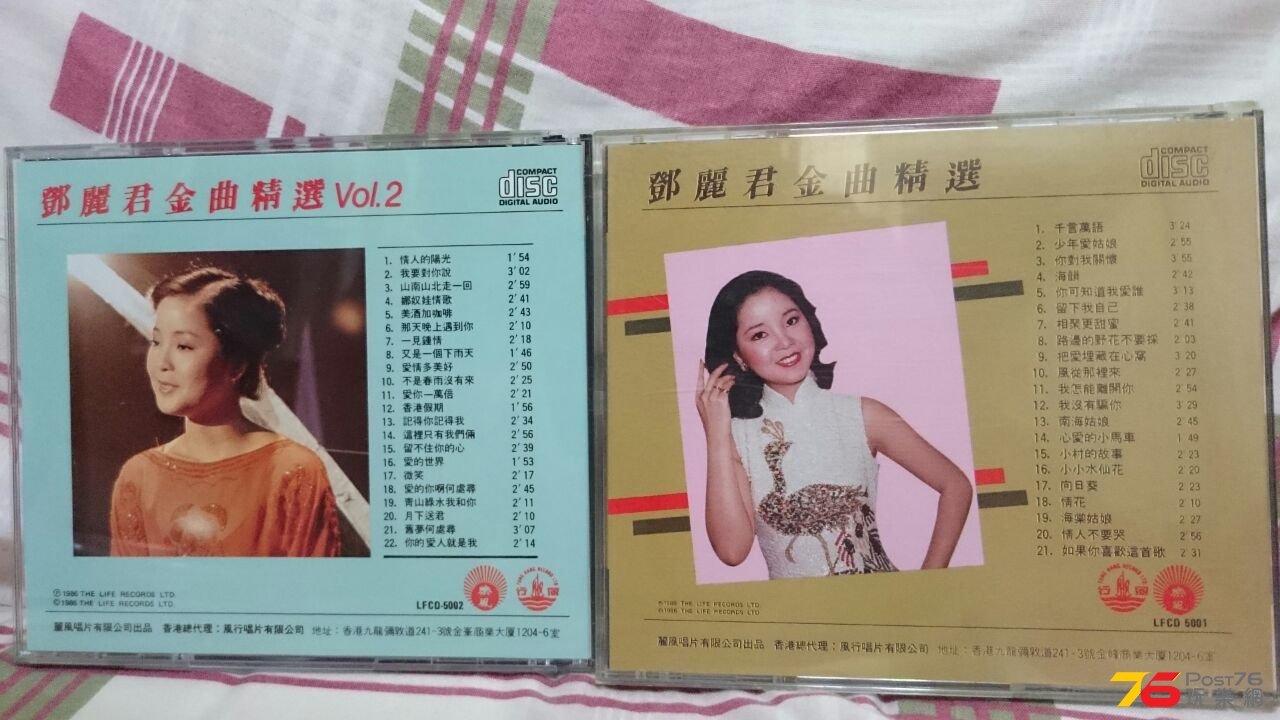 鄧麗君金曲精選 Vol.2
COMPACT
disc
DIGITAL AUDIO
1. 情人的陽光 1'54
2. 我要對你說 3'02
3. 山南山北走一回 2'59
4. 娜奴娃情歌 2'41
5. 美酒加咖啡 2'43
6. 那天晚上遇到你 2'10
7. 一見鍾情 2'18
8. 又是一個下雨天 1'46
9. 愛情多美好 2'50
10. 不是春雨沒有來 2'25
11. 愛你一萬倍 2'21
12. 香港假期 1'56
13. 記得你記得我 2'34
14. 這裡只有我們倆 2'56
15. 留不住你的心 2'39
16. 愛的世界 1'53
17. 微笑 2'17
18. 愛的你啊何處尋 2'45
19. 青山綠水我和你 2'11
20. 月下送君 2'10
21. 舊夢何處尋 3'07
22. 你的愛人就是我 2'14
Ⓟ1986 THE LIFE RECORDS LTD.
©1986 THE LIFE RECORDS LTD.
LFCD-5002
麗風唱片有限公司出品 香港總代理：風行唱片有限公司 地址：香港九龍彌敦道241-3號金峯商業大廈1204-6室
鄧麗君金曲精選
COMPACT
disc
DIGITAL AUDIO
1. 千言萬語 3'24
2. 少年愛姑娘 2'55
3. 你對我關懷 3'55
4. 海韻 2'42
5. 你可知道我愛誰 3'13
6. 留下我自己 2'38
7. 相聚更甜蜜 2'41
8. 路邊的野花不要採 2'03
9. 把愛埋藏在心窩 3'20
10. 風從那裡來 2'27
11. 我怎能離開你 2'54
12. 我沒有騙你 3'29
13. 南海姑娘 2'45
14. 心愛的小馬車 1'49
15. 小村的故事 2'23
16. 小小水仙花 2'20
17. 向日葵 2'23
18. 情花 2'10
19. 海棠姑娘 2'27
20. 情人不要哭 2'56
21. 如果你喜歡這首歌 2'31
Ⓟ1986 THE LIFE RECORDS LTD.
©1986 THE LIFE RECORDS LTD.
LFCD 5001
麗風唱片有限公司出品 香港總代理：風行唱片有限公司 地址：香港九龍彌敦道241-3號金峰商業大廈1204-6室
76 Post76
玩樂網